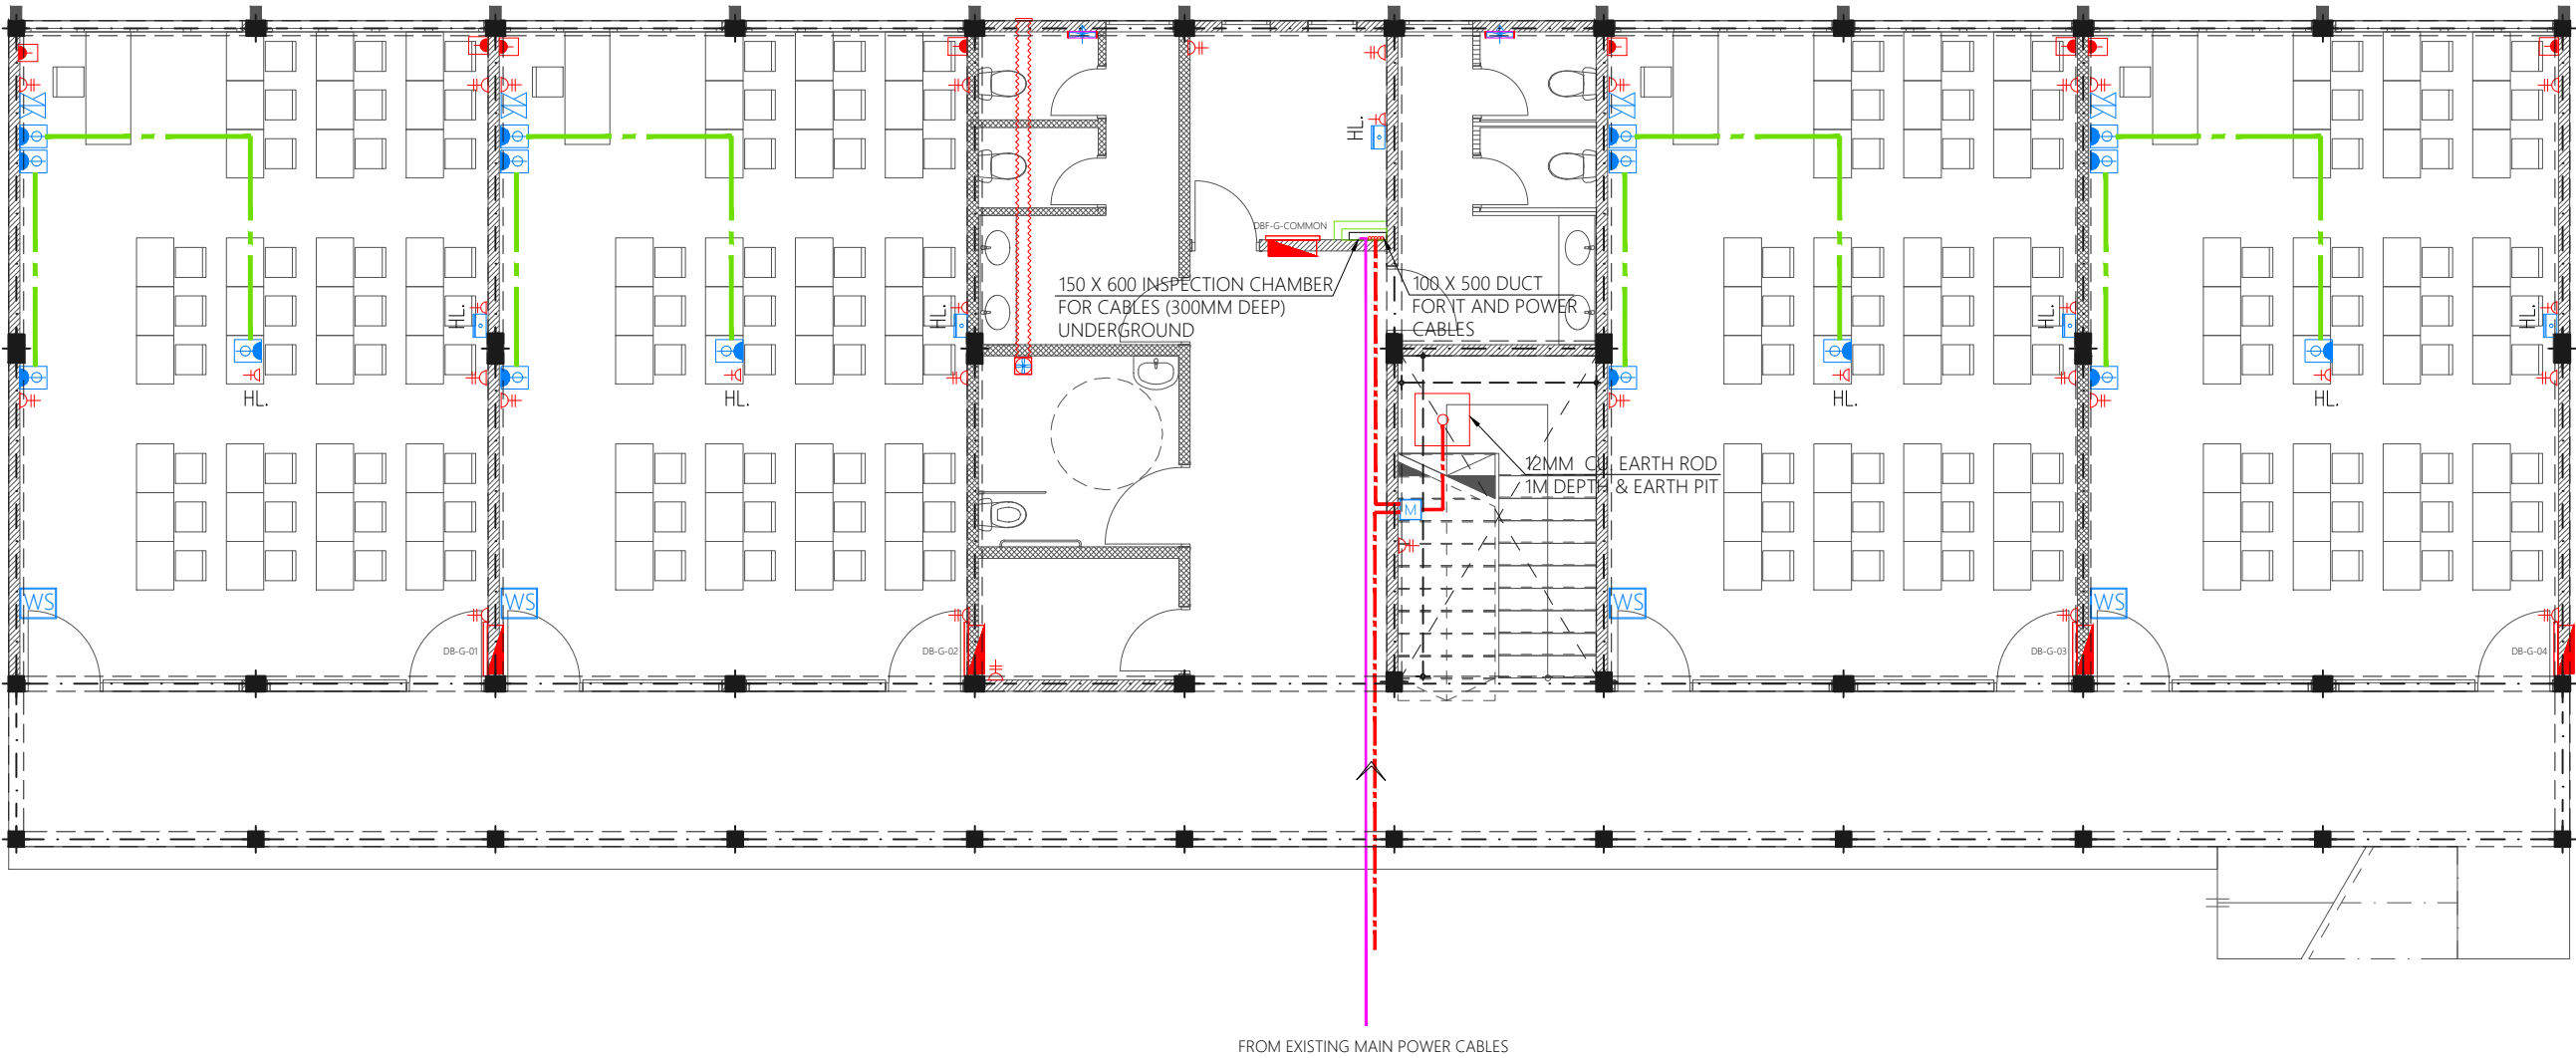 HL.
DBF-G-COMMON
150 X 600 INSPECTION CHAMBER
FOR CABLES (300MM DEEP)
UNDERGROUND
100 X 500 DUCT
FOR IT AND POWER
CABLES
HL.
HL.
HL.
HL.
HL.
HL.
HL.
HL.
12MM CU. EARTH ROD
1M DEPTH & EARTH PIT
M
WS
WS
WS
WS
DB-G-01
DB-G-02
DB-G-03
DB-G-04
FROM EXISTING MAIN POWER CABLES